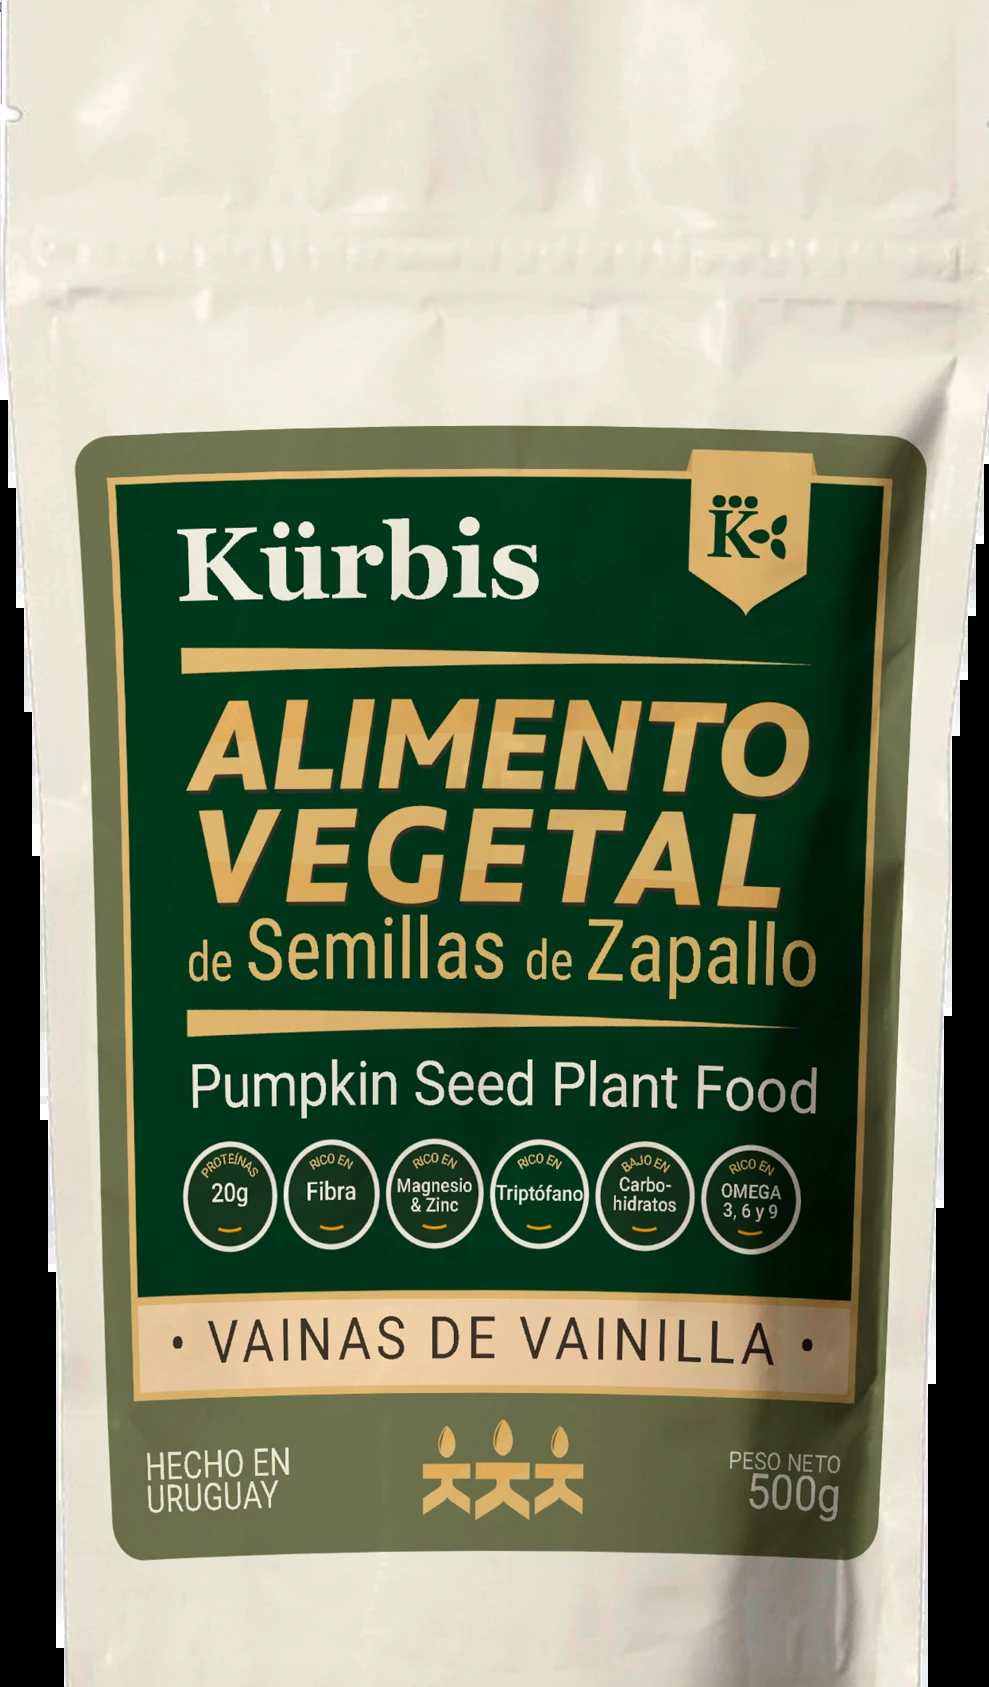 Kürbis
K
ALIMENTO
VEGETAL
de Semillas de Zapallo
Pumpkin Seed Plant Food
PROTEÍNAS
20g
RICO EN
Fibra
RICO EN
Magnesio
& Zinc
RICO EN
Triptófano
BAJO EN
Carbo-
hidratos
RICO EN
OMEGA
3, 6 y 9
• VAINAS DE VAINILLA •
HECHO EN
URUGUAY
PESO NETO
500g